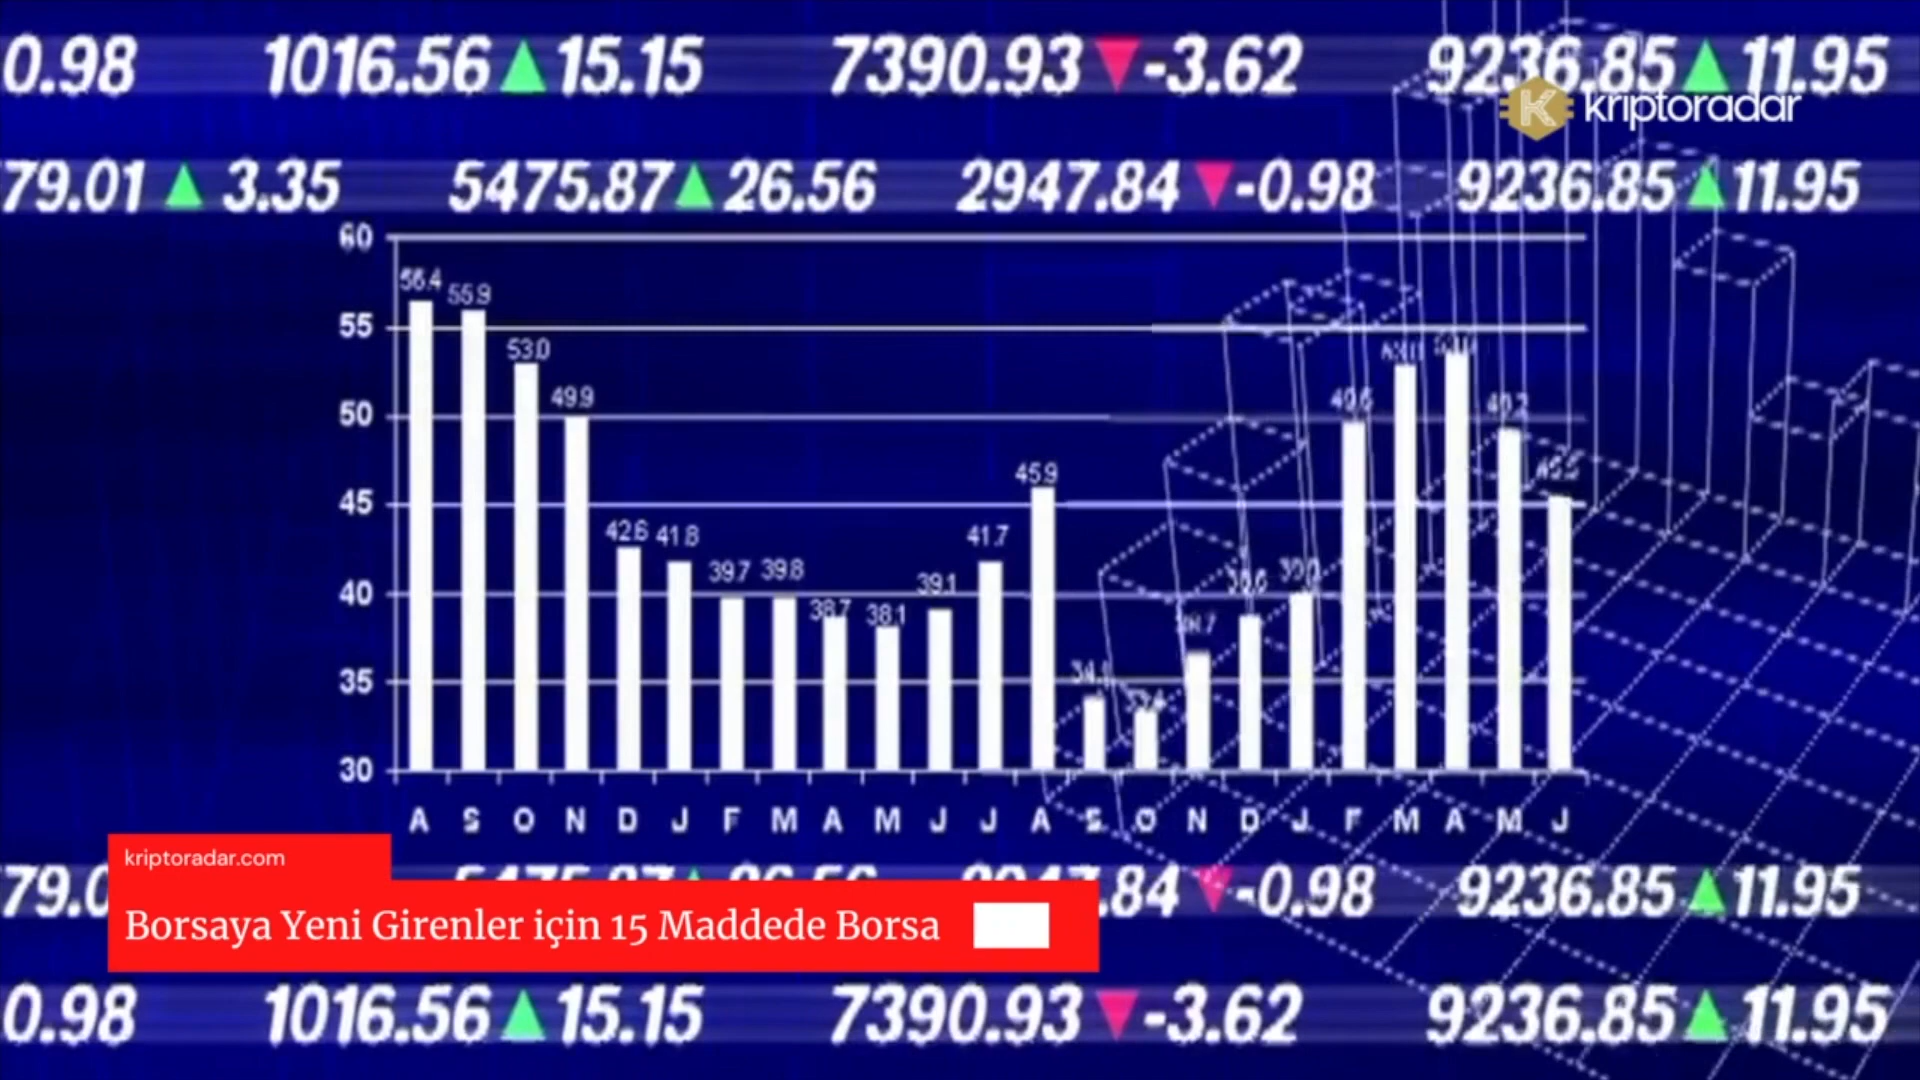 0.98 1016.56 ▲ 15.15 7390.93 ▼ -3.62 9236.85 ▲ 11.95
kriptoradar
79.01 ▲ 3.35 5475.87 ▲ 26.56 2947.84 ▼ -0.98 9236.85 ▲ 11.95
60
56.4 55.9
55
53.0
50
49.9
45.9
45
42.6 41.8 41.7
39.7 39.8 39.1
40
38.7 38.1
35
34.1
30
A S O N D J F M A M J J A S O N D J F M A M J
kriptoradar.com
-0.98 9236.85 ▲ 11.95
Borsaya Yeni Girenler için 15 Maddede Borsa
0.98 1016.56 ▲ 15.15 7390.93 ▼ -3.62 9236.85 ▲ 11.95